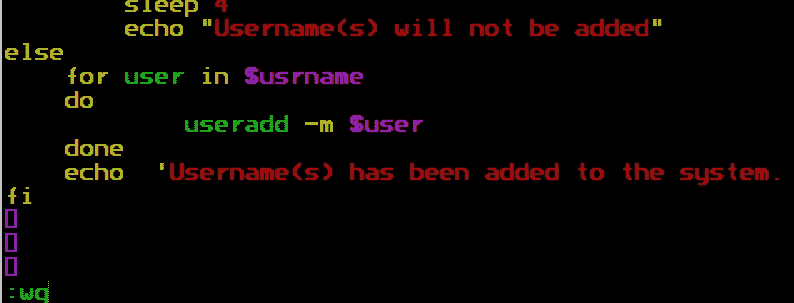 sleep 4
echo "Username(s) will not be added"
else
for user in $usrname
do
useradd -m $user
done
echo 'Username(s) has been added to the system.
fi
:wq